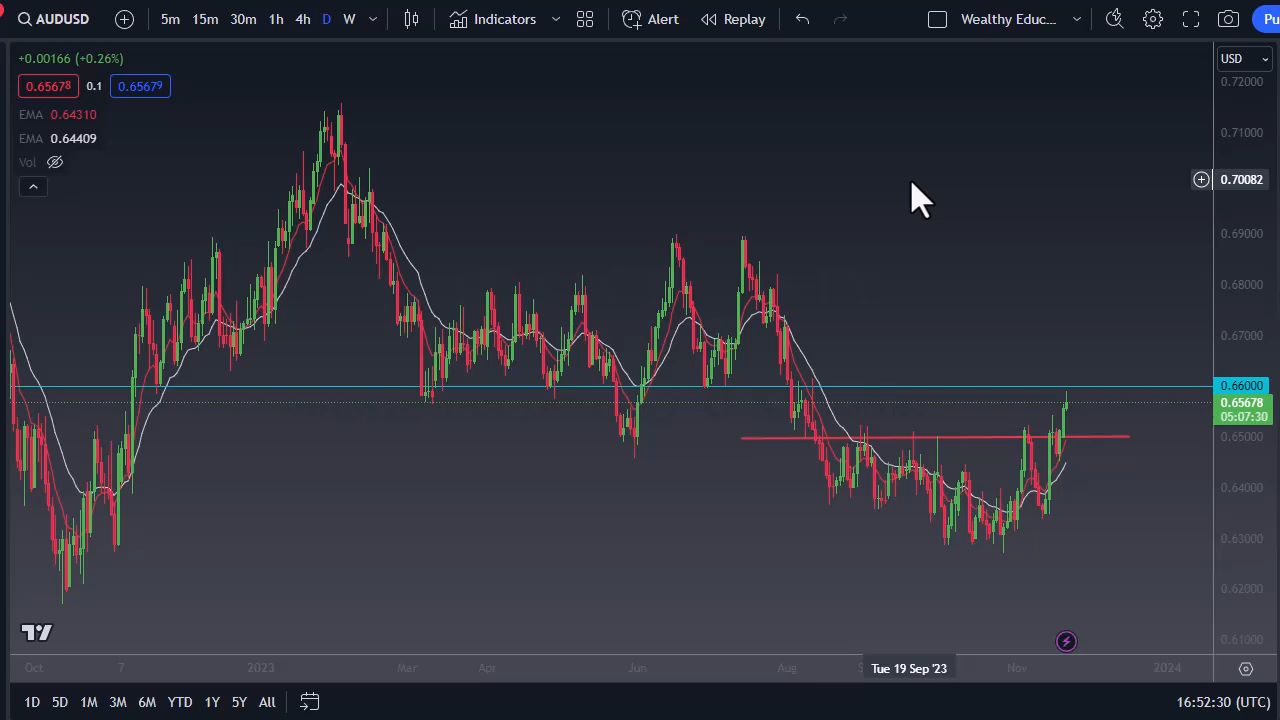 AUDUSD 5m 15m 30m 1h 4h D W Indicators Alert Replay Wealthy Educ... Pu
+0.00166 (+0.26%)
0.65678 0.1 0.65679
EMA 0.64310
EMA 0.64409
Vol
USD
0.72000
0.71000
0.70082
0.69000
0.68000
0.67000
0.66000
0.65678
05:07:30
0.65000
0.64000
0.63000
0.62000
0.61000
Oct 7 2023 Mar Apr Jun Aug Tue 19 Sep '23 Nov 2024
1D 5D 1M 3M 6M YTD 1Y 5Y All 16:52:30 (UTC)